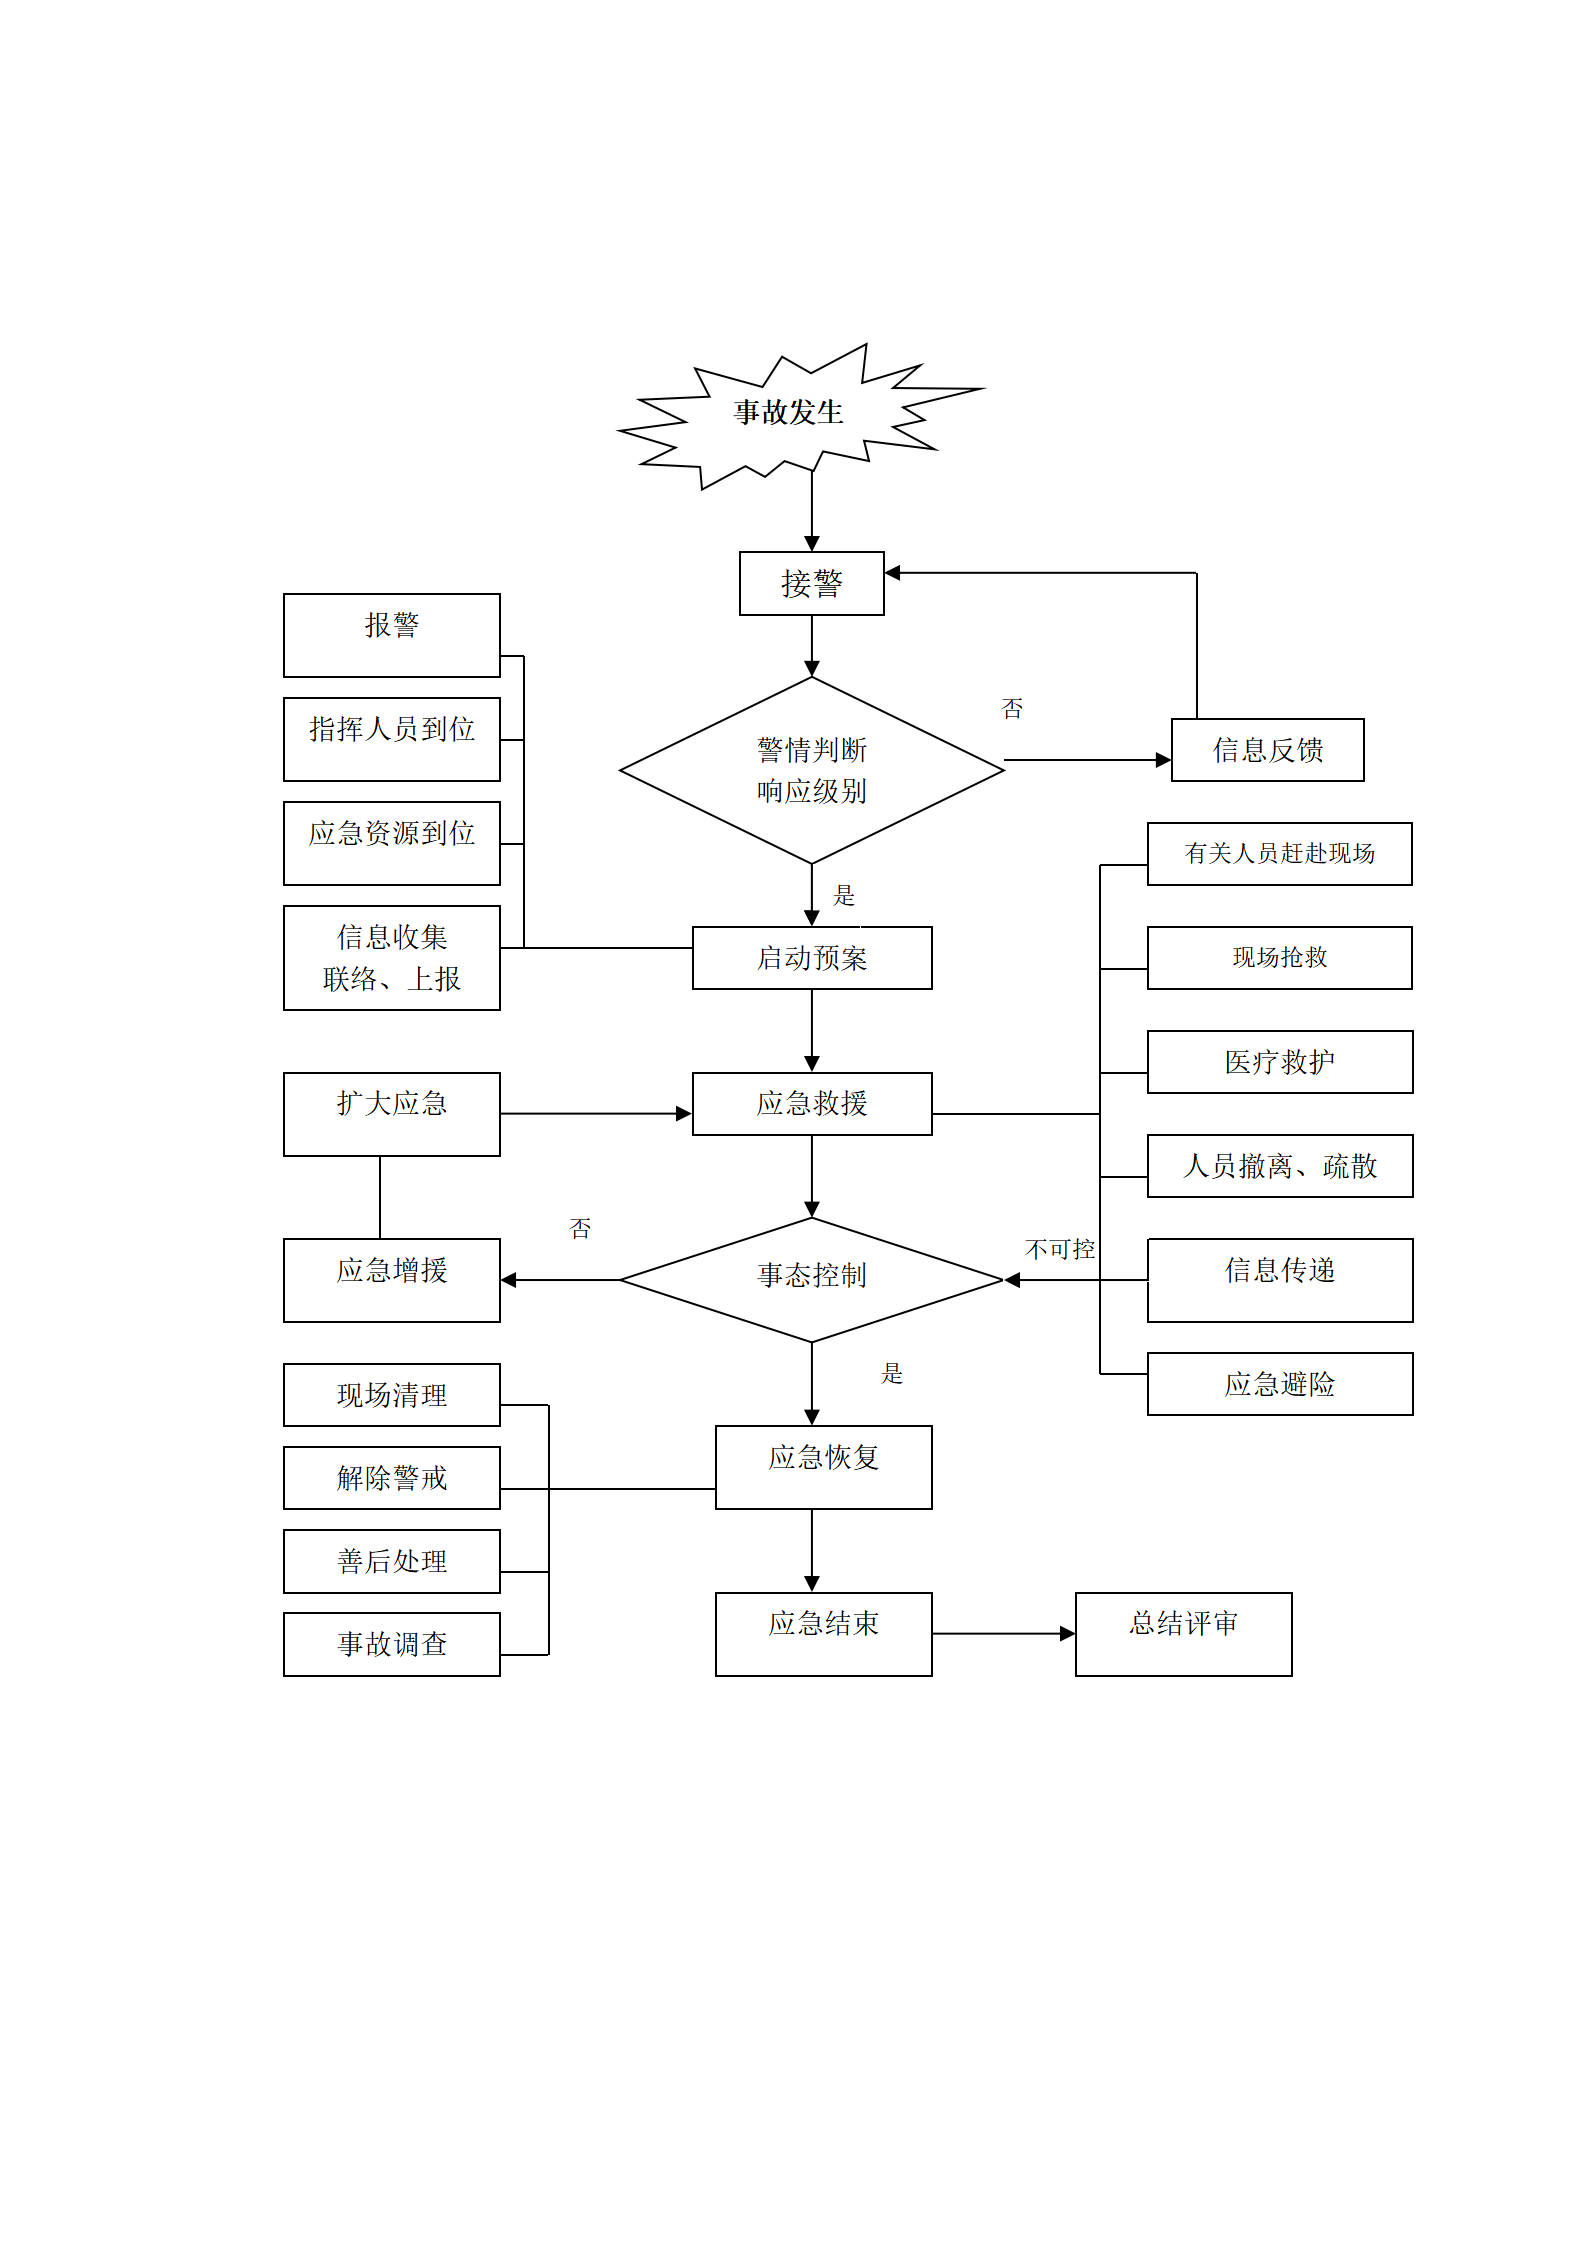 事故发生
接警
报警
否
指挥人员到位
警情判断
响应级别
信息反馈
应急资源到位
有关人员赶赴现场
是
信息收集
联络、上报
启动预案
现场抢救
医疗救护
扩大应急
应急救援
人员撤离、疏散
否
不可控
应急增援
事态控制
信息传递
是
应急避险
现场清理
应急恢复
解除警戒
善后处理
应急结束
总结评审
事故调查